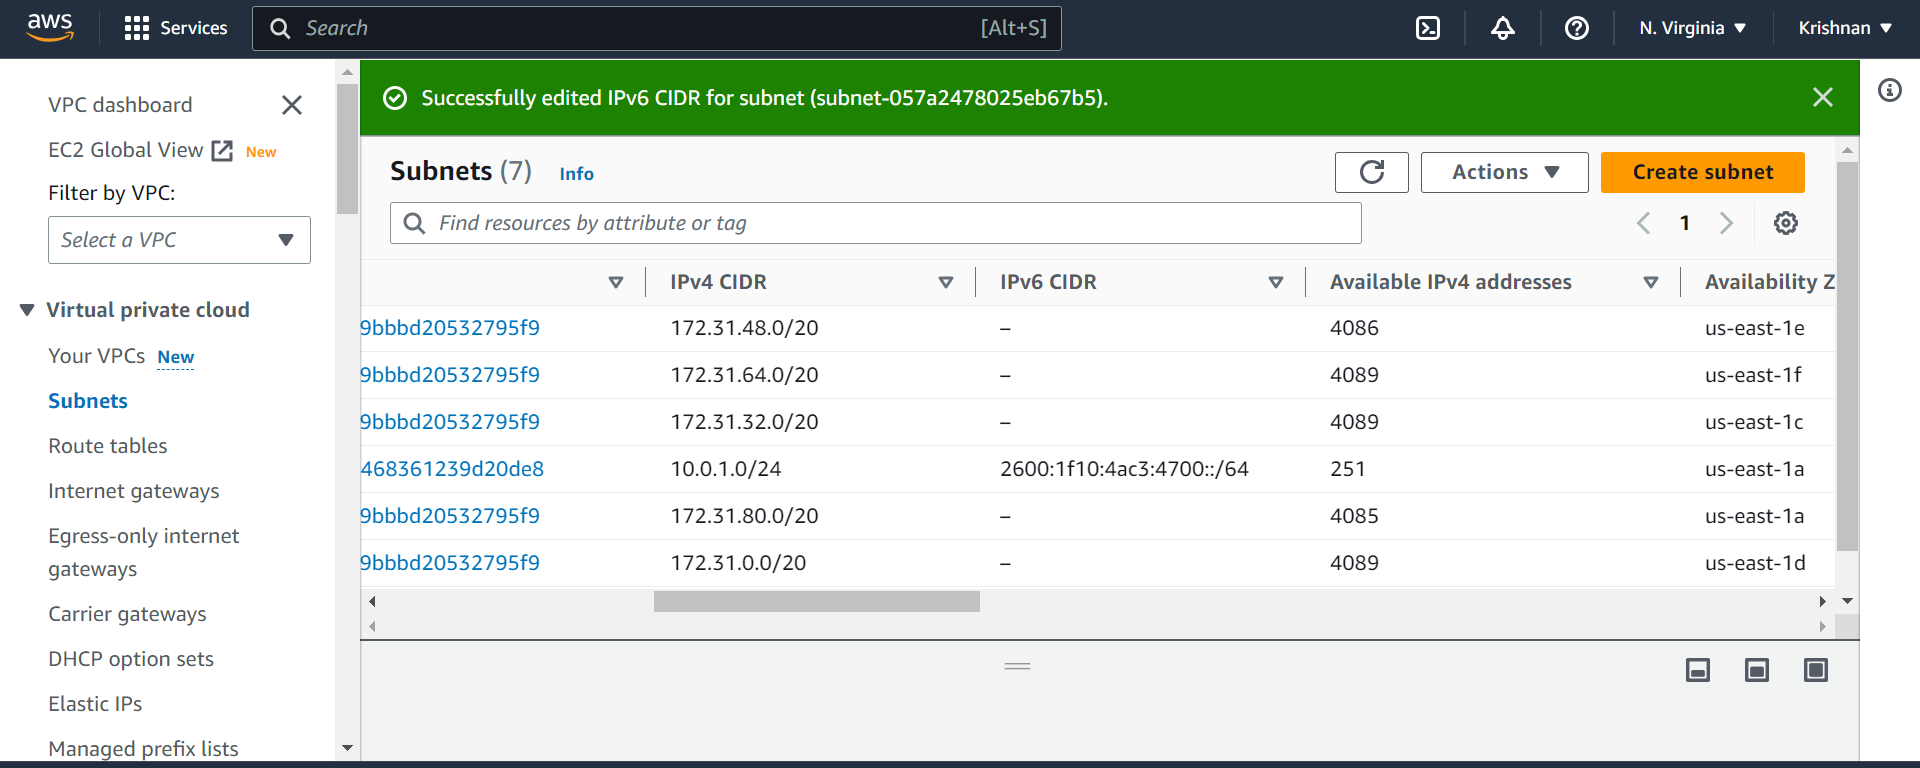 aws Services Search [Alt+S] N. Virginia Krishnan
VPC dashboard
EC2 Global View New
Filter by VPC:
Select a VPC
Virtual private cloud
Your VPCs New
Subnets
Route tables
Internet gateways
Egress-only internet
gateways
Carrier gateways
DHCP option sets
Elastic IPs
Managed prefix lists
Successfully edited IPv6 CIDR for subnet (subnet-057a2478025eb67b5).
Subnets (7) Info Actions Create subnet
Find resources by attribute or tag 1
IPv4 CIDR IPv6 CIDR Available IPv4 addresses Availability Z
9bbbd20532795f9 172.31.48.0/20 – 4086 us-east-1e
9bbbd20532795f9 172.31.64.0/20 – 4089 us-east-1f
9bbbd20532795f9 172.31.32.0/20 – 4089 us-east-1c
468361239d20de8 10.0.1.0/24 2600:1f10:4ac3:4700::/64 251 us-east-1a
9bbbd20532795f9 172.31.80.0/20 – 4085 us-east-1a
9bbbd20532795f9 172.31.0.0/20 – 4089 us-east-1d